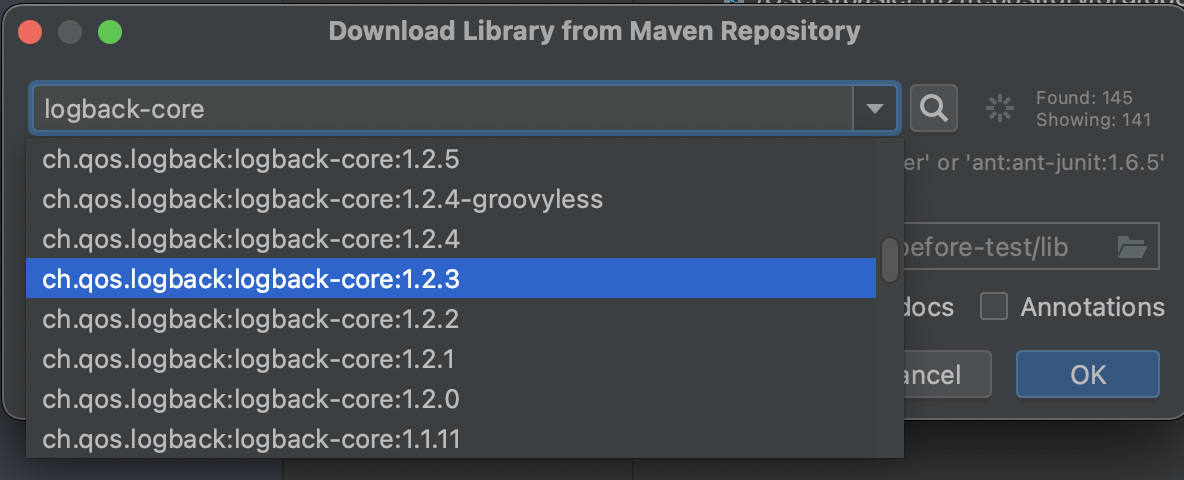 Download Library from Maven Repository
logback-core
Found: 145
Showing: 141
ch.qos.logback:logback-core:1.2.5
er' or 'ant:ant-junit:1.6.5'
ch.qos.logback:logback-core:1.2.4-groovyless
ch.qos.logback:logback-core:1.2.4
before-test/lib
ch.qos.logback:logback-core:1.2.3
ch.qos.logback:logback-core:1.2.2
docs
Annotations
ch.qos.logback:logback-core:1.2.1
ancel
OK
ch.qos.logback:logback-core:1.2.0
ch.qos.logback:logback-core:1.1.11